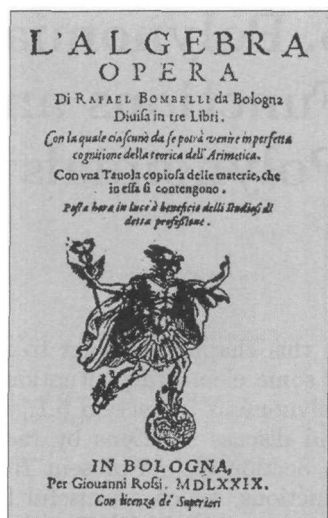 L'ALGEBRA
OPERA
Di RAFAEL BOMBELLI da Bologna
Diuisa in tre Libri.
Con la quale ciascuno da se potrà venire in perfetta
cognitione della teorica dell'Arimetica.
Con vna Tauola copiosa delle materie, che
in essa si contengono.
Posta hora in luce à beneficio delli Studiosi di
detta professione.
IN BOLOGNA,
Per Giouanni Rossi. MDLXXIX.
Con licenza de' Superiori